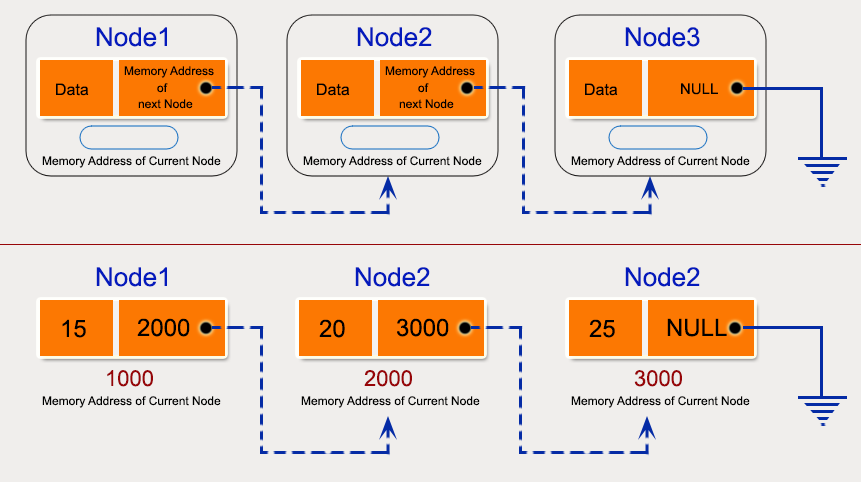 Node1
Node2
Node3
Data
Memory Address
of
next Node
Data
Memory Address
of
next Node
Data
NULL
Memory Address of Current Node
Memory Address of Current Node
Memory Address of Current Node
Node1
Node2
Node2
15
2000
20
3000
25
NULL
1000
2000
3000
Memory Address of Current Node
Memory Address of Current Node
Memory Address of Current Node